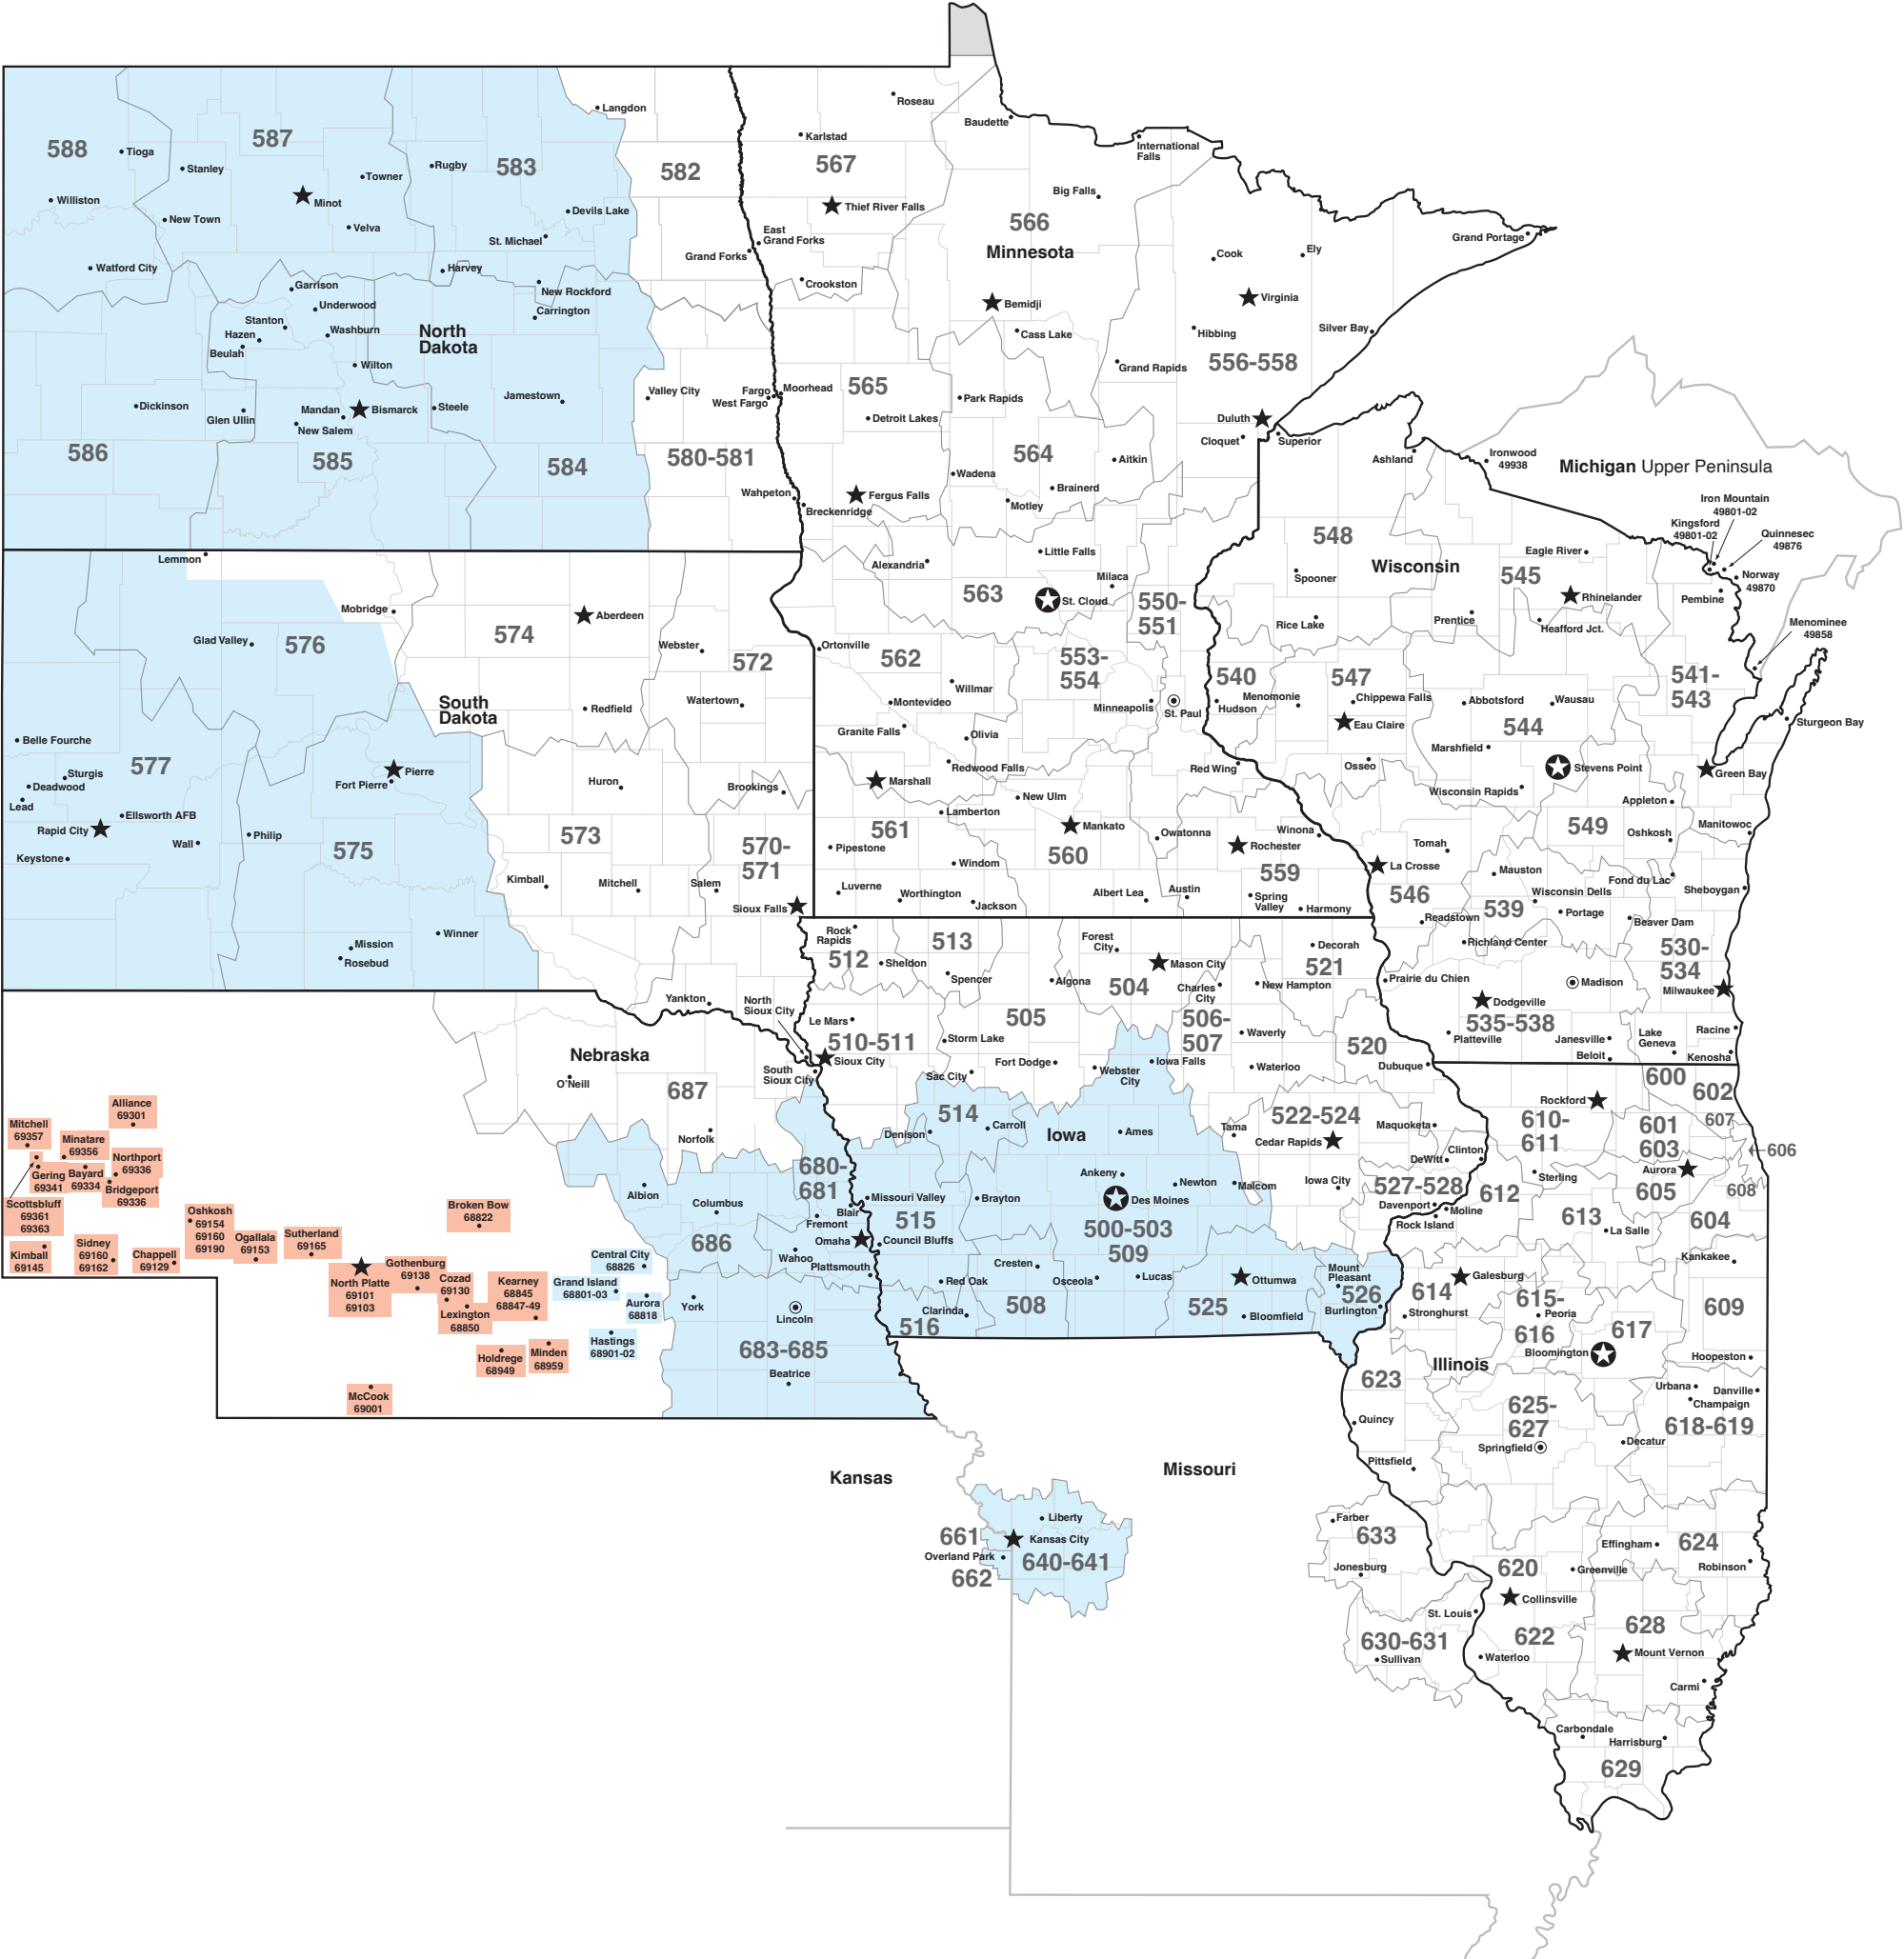 588
Tioga
Williston
Watford City
587
Stanley
New Town
Minot
Towner
Velva
Rugby
583
Devils Lake
St. Michael
Harvey
New Rockford
Carrington
Langdon
582
Grand Forks
Garrison
Underwood
Stanton
Hazen
Washburn
Beulah
Wilton
North
Dakota
Dickinson
Glen Ullin
Mandan
Bismarck
New Salem
Steele
Jamestown
Valley City
Fargo
West Fargo
586
585
584
580-581
Wahpeton
Roseau
Baudette
Karlstad
567
Thief River Falls
East
Grand Forks
Crookston
International
Falls
Big Falls
566
Minnesota
Bemidji
Cass Lake
Cook
Ely
Virginia
Hibbing
Grand Portage
Silver Bay
556-558
Grand Rapids
Moorhead
565
Detroit Lakes
Park Rapids
Duluth
Cloquet
Superior
564
Wadena
Aitkin
Brainerd
Motley
Fergus Falls
Breckenridge
Little Falls
Alexandria
Milaca
563
St. Cloud
550-
551
Ortonville
562
553-
554
Willmar
Montevideo
Minneapolis
St. Paul
Granite Falls
Olivia
Redwood Falls
Red Wing
Marshall
New Ulm
Lamberton
Mankato
Owatonna
Winona
Rochester
561
560
559
Pipestone
Windom
Luverne
Worthington
Jackson
Albert Lea
Austin
Spring
Valley
Harmony
Lemmon
Mobridge
Aberdeen
574
Glad Valley
576
Webster
572
South
Dakota
Redfield
Watertown
Belle Fourche
577
Sturgis
Deadwood
Lead
Ellsworth AFB
Rapid City
Keystone
Wall
Philip
Pierre
Fort Pierre
575
Huron
Brookings
573
570-
571
Kimball
Mitchell
Salem
Sioux Falls
Mission
Rosebud
Winner
Yankton
North
Sioux City
Ashland
Ironwood
49938
Michigan Upper Peninsula
Iron Mountain
49801-02
Kingsford
49801-02
Quinnesec
49876
Norway
49870
Menominee
49858
548
Wisconsin
Spooner
Rice Lake
Eagle River
545
Rhinelander
Prentice
Heafford Jct.
Pembine
541-
543
540
547
Hudson
Menomonie
Chippewa Falls
Eau Claire
Abbotsford
Wausau
544
Marshfield
Stevens Point
Osseo
Wisconsin Rapids
Sturgeon Bay
Green Bay
Appleton
549
Oshkosh
Manitowoc
Tomah
La Crosse
Mauston
Fond du Lac
Sheboygan
546
Wisconsin Dells
539
Portage
Beaver Dam
Readstown
Richland Center
530-
534
Prairie du Chien
Madison
Milwaukee
Dodgeville
535-538
Platteville
Janesville
Beloit
Lake
Geneva
Racine
Kenosha
Rock
Rapids
512
Sheldon
513
Spencer
Forest
City
Mason City
Decorah
521
Algona
504
Charles
City
New Hampton
Le Mars
510-511
Sioux City
505
Storm Lake
506-
507
Waverly
520
Fort Dodge
Iowa Falls
Webster
City
Waterloo
Dubuque
Sac City
514
Carroll
Denison
Iowa
Ames
Tama
522-524
Cedar Rapids
Maquoketa
DeWitt
Clinton
Ankeny
Des Moines
Newton
Malcom
Iowa City
527-528
Davenport
Moline
Rock Island
Missouri Valley
Brayton
515
Council Bluffs
500-503
509
Creston
Osceola
Lucas
Red Oak
Ottumwa
Mount
Pleasant
526
Burlington
508
525
Bloomfield
Clarinda
516
Nebraska
O'Neill
687
South
Sioux City
Norfolk
680-
681
Albion
Columbus
Blair
Fremont
Omaha
686
Wahoo
Plattsmouth
Central City
68826
Grand Island
68801-03
Aurora
68818
Hastings
68901-02
York
Lincoln
683-685
Beatrice
Alliance
69301
Mitchell
69357
Minatare
69356
Northport
69336
Gering
69341
Bayard
69334
Bridgeport
69336
Scottsbluff
69361
69363
Kimball
69145
Sidney
69160
69162
Chappell
69129
Oshkosh
69154
69160
69190
Ogallala
69153
Sutherland
69165
Broken Bow
68822
North Platte
69101
69103
Gothenburg
69138
Cozad
69130
Lexington
68850
Kearney
68845
68847-49
Holdrege
68949
Minden
68959
McCook
69001
Rockford
600
602
610-
611
601
603
607
606
Aurora
605
608
Sterling
612
613
La Salle
604
Kankakee
Galesburg
614
Stronghurst
615-
Peoria
616
617
Bloomington
609
Hoopeston
Illinois
623
Urbana
Danville
Champaign
618-619
625-
627
Quincy
Springfield
Decatur
Pittsfield
Kansas
Missouri
661
Liberty
Kansas City
Overland Park
640-641
662
Farber
633
Jonesburg
620
Greenville
Effingham
624
Robinson
Collinsville
St. Louis
630-631
Sullivan
622
Waterloo
628
Mount Vernon
Carmi
Carbondale
Harrisburg
629